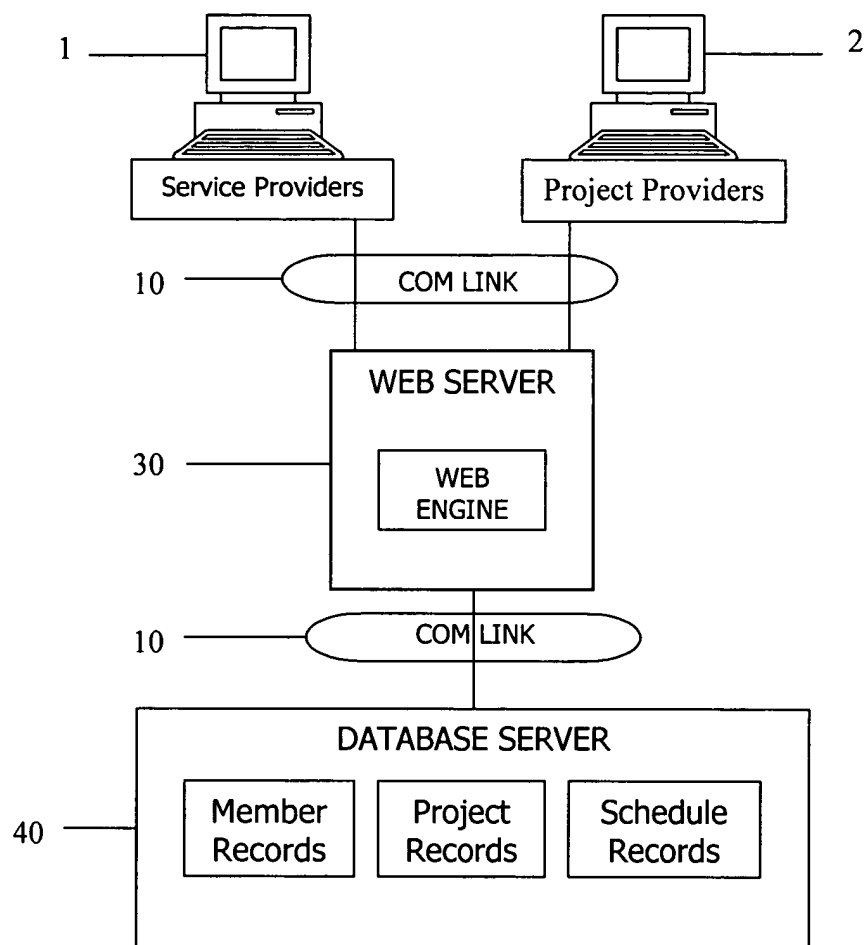 1
2
Service Providers
Project Providers
10
COM LINK
WEB SERVER
30
WEB
ENGINE
10
COM LINK
DATABASE SERVER
40
Member
Records
Project
Records
Schedule
Records